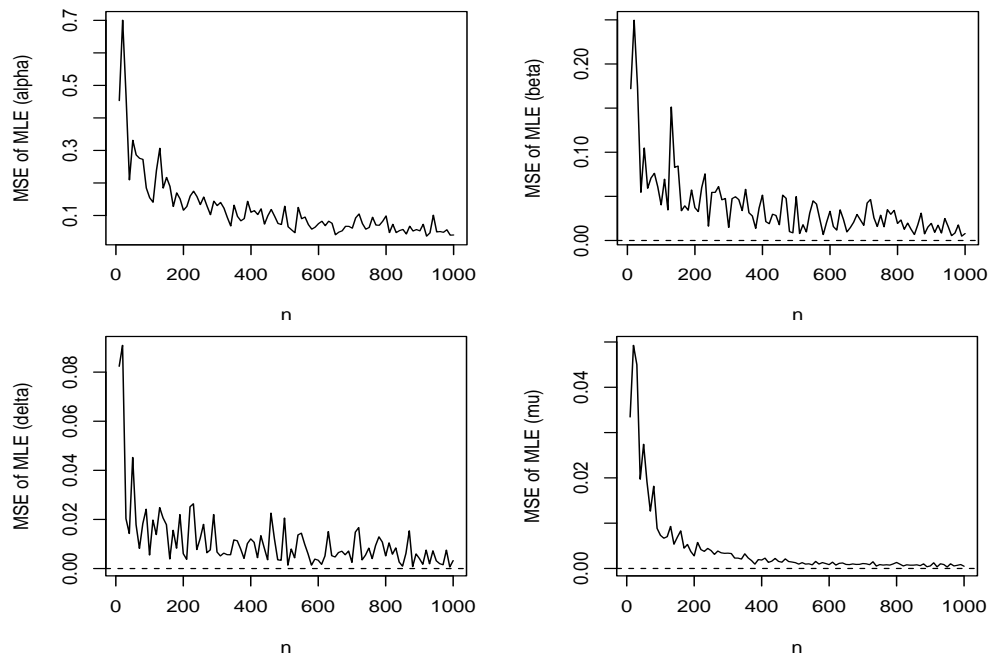 MSE of MLE (alpha)
0.1 0.3 0.5 0.7
0 200 400 600 800 1000
n
MSE of MLE (beta)
0.00 0.10 0.20
0 200 400 600 800 1000
n
MSE of MLE (delta)
0.00 0.02 0.04 0.06 0.08
0 200 400 600 800 1000
n
MSE of MLE (mu)
0.00 0.02 0.04
0 200 400 600 800 1000
n